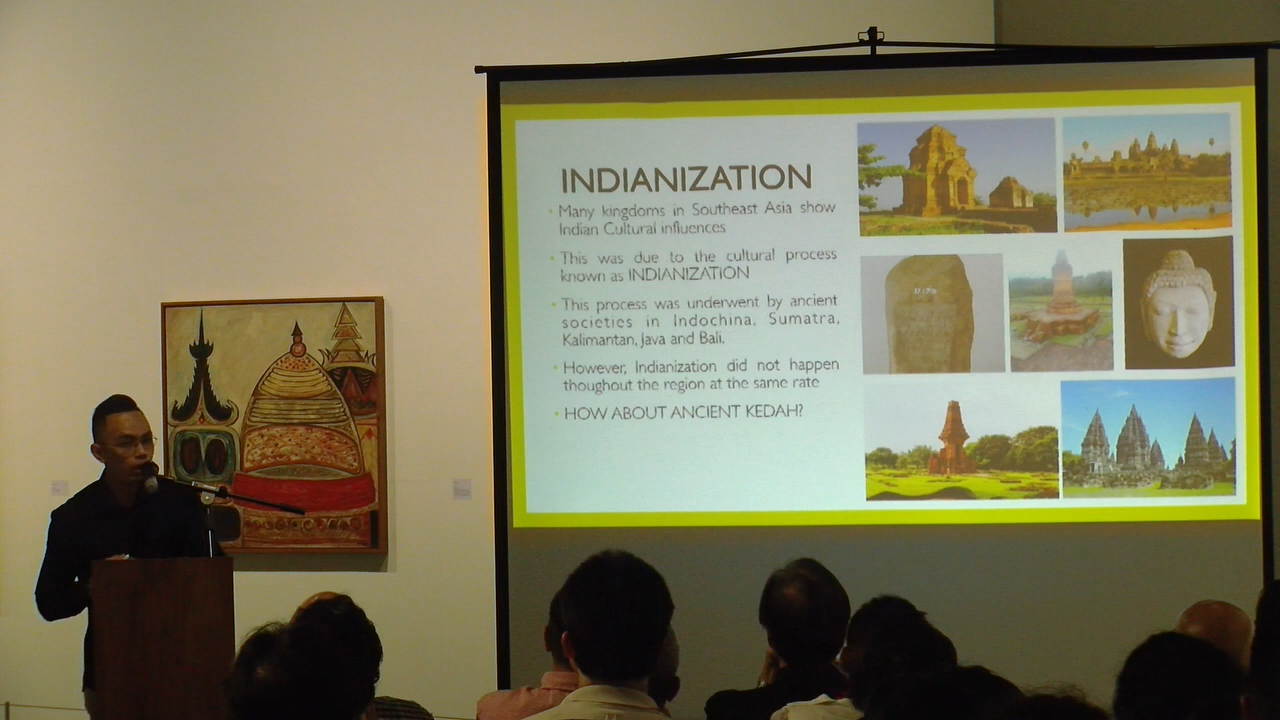 INDIANIZATION
• Many kingdoms in Southeast Asia show
Indian Cultural influences
• This was due to the cultural process
known as INDIANIZATION
• This process was underwent by ancient
societies in Indochina, Sumatra,
Kalimantan, Java and Bali.
• However, Indianization did not happen
thoughout the region at the same rate
• HOW ABOUT ANCIENT KEDAH?